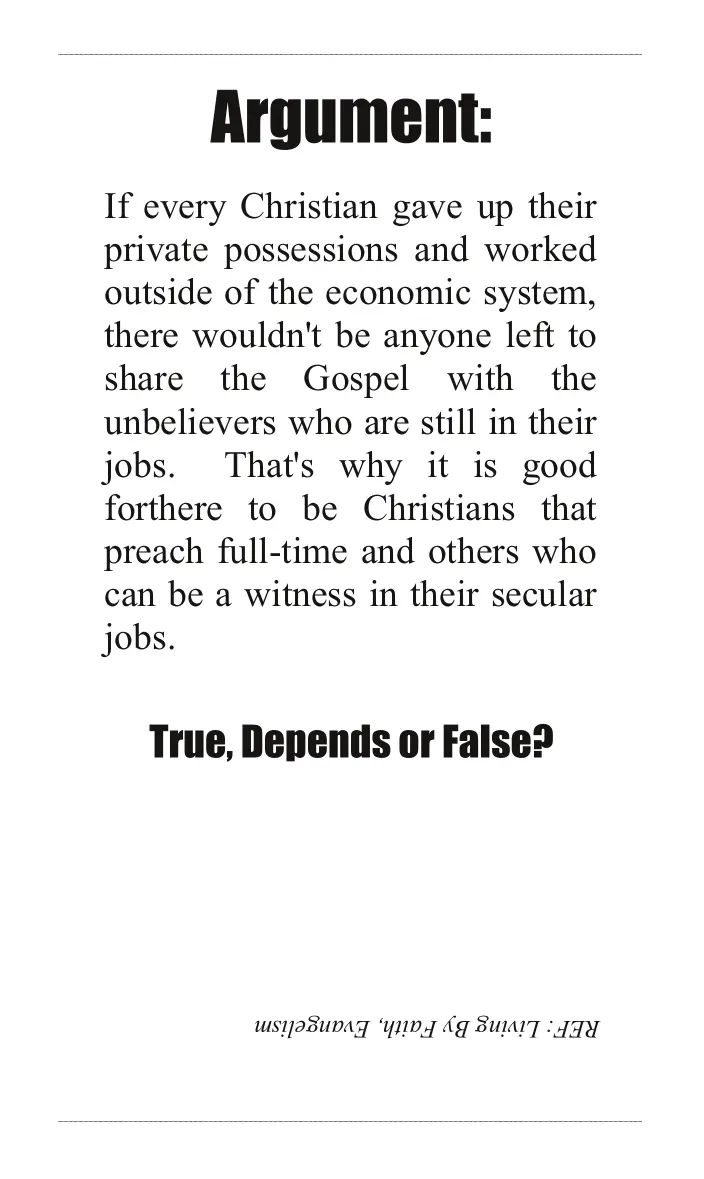 Argument:
If every Christian gave up their
private possessions and worked
outside of the economic system,
there wouldn't be anyone left to
share the Gospel with the
unbelievers who are still in their
jobs. That's why it is good
forthere to be Christians that
preach full-time and others who
can be a witness in their secular
jobs.
True, Depends or False?
REF: Living By Faith, Evangelism